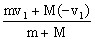 mv₁ + M(−v₁)
m + M